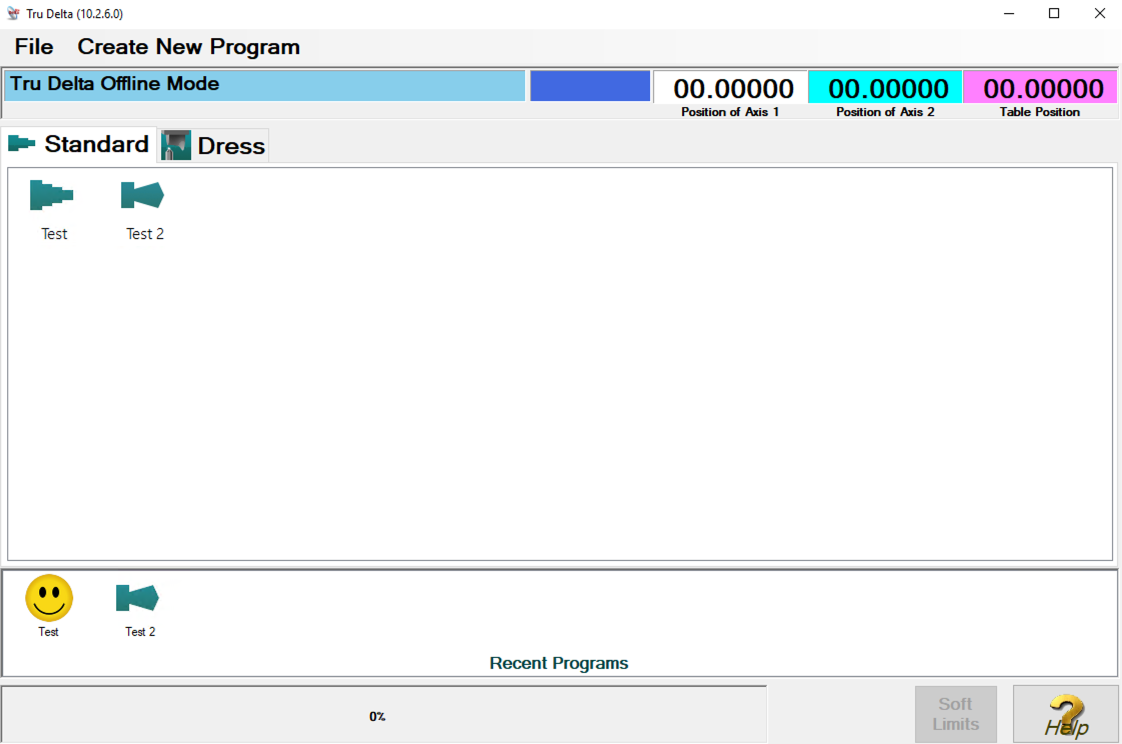 Tru Delta (10.2.6.0)
File Create New Program
Tru Delta Offline Mode
00.00000 00.00000 00.00000
Position of Axis 1 Position of Axis 2 Table Position
Standard Dress
Test Test 2
Test Test 2
Recent Programs
0%
Soft
Limits
Help